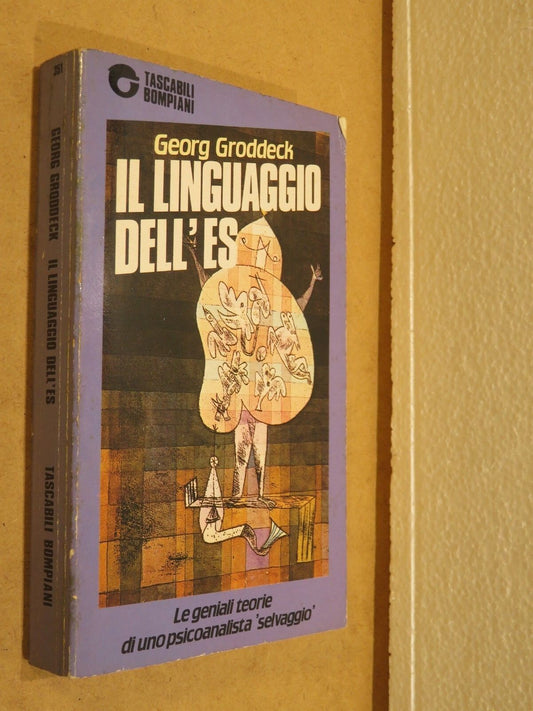 TASCABILI
BOMPIANI
Georg Groddeck
IL LINGUAGGIO
DELL'ES
Le geniali teorie
di uno psicoanalista 'selvaggio'
351
GEORG GRODDECK IL LINGUAGGIO DELL'ES TASCABILI BOMPIANI